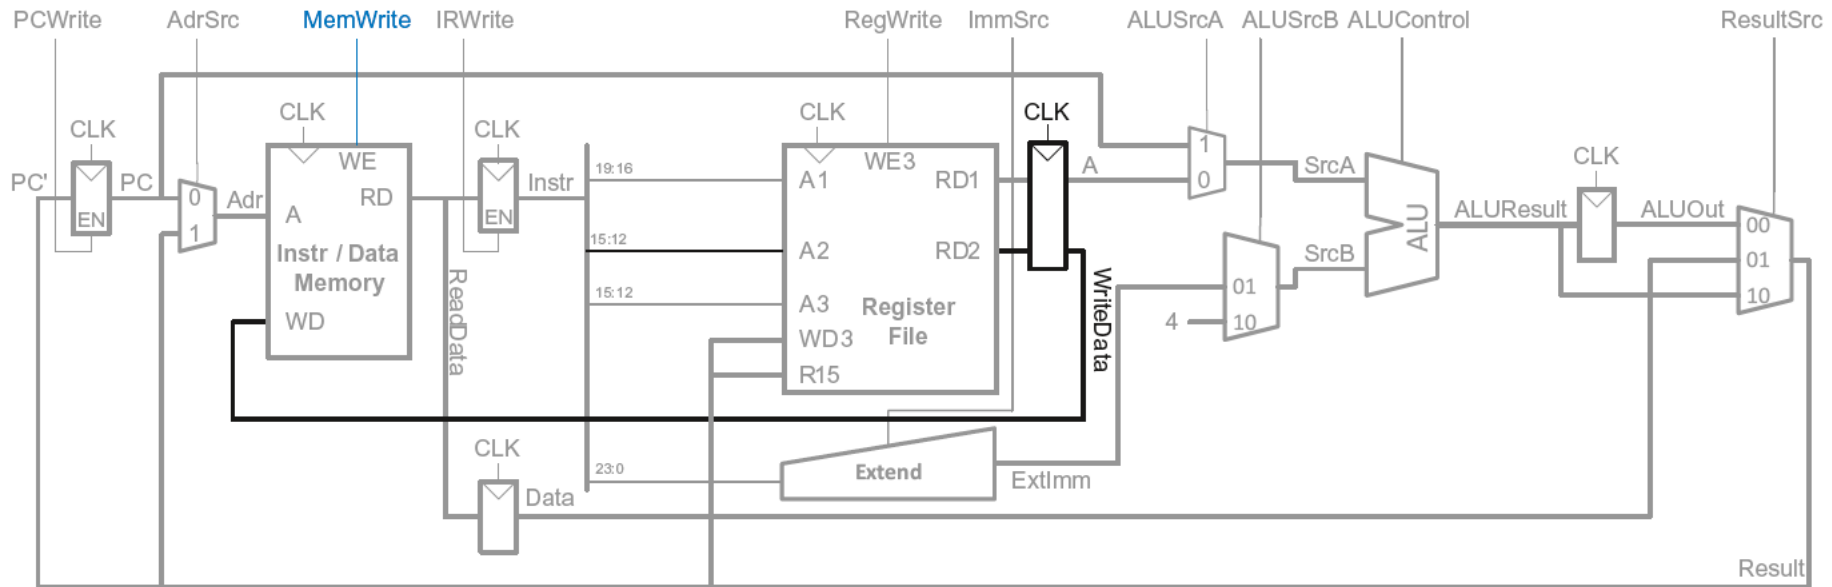 PCWrite AdrSrc MemWrite IRWrite RegWrite ImmSrc ALUSrcA ALUSrcB ALUControl ResultSrc
CLK CLK CLK CLK CLK CLK
PC' EN PC
0 1 Adr
WE
A RD
Instr / Data
Memory
WD
EN Instr
ReadData
CLK
Data
19:16
15:12
15:12
23:0
WE3
A1 RD1
A2 RD2
A3
Register
File
WD3
R15
A
WriteData
Extend
ExtImm
1
0
SrcA
01
4 10
SrcB
ALU
ALUResult
ALUOut
00
01
10
Result